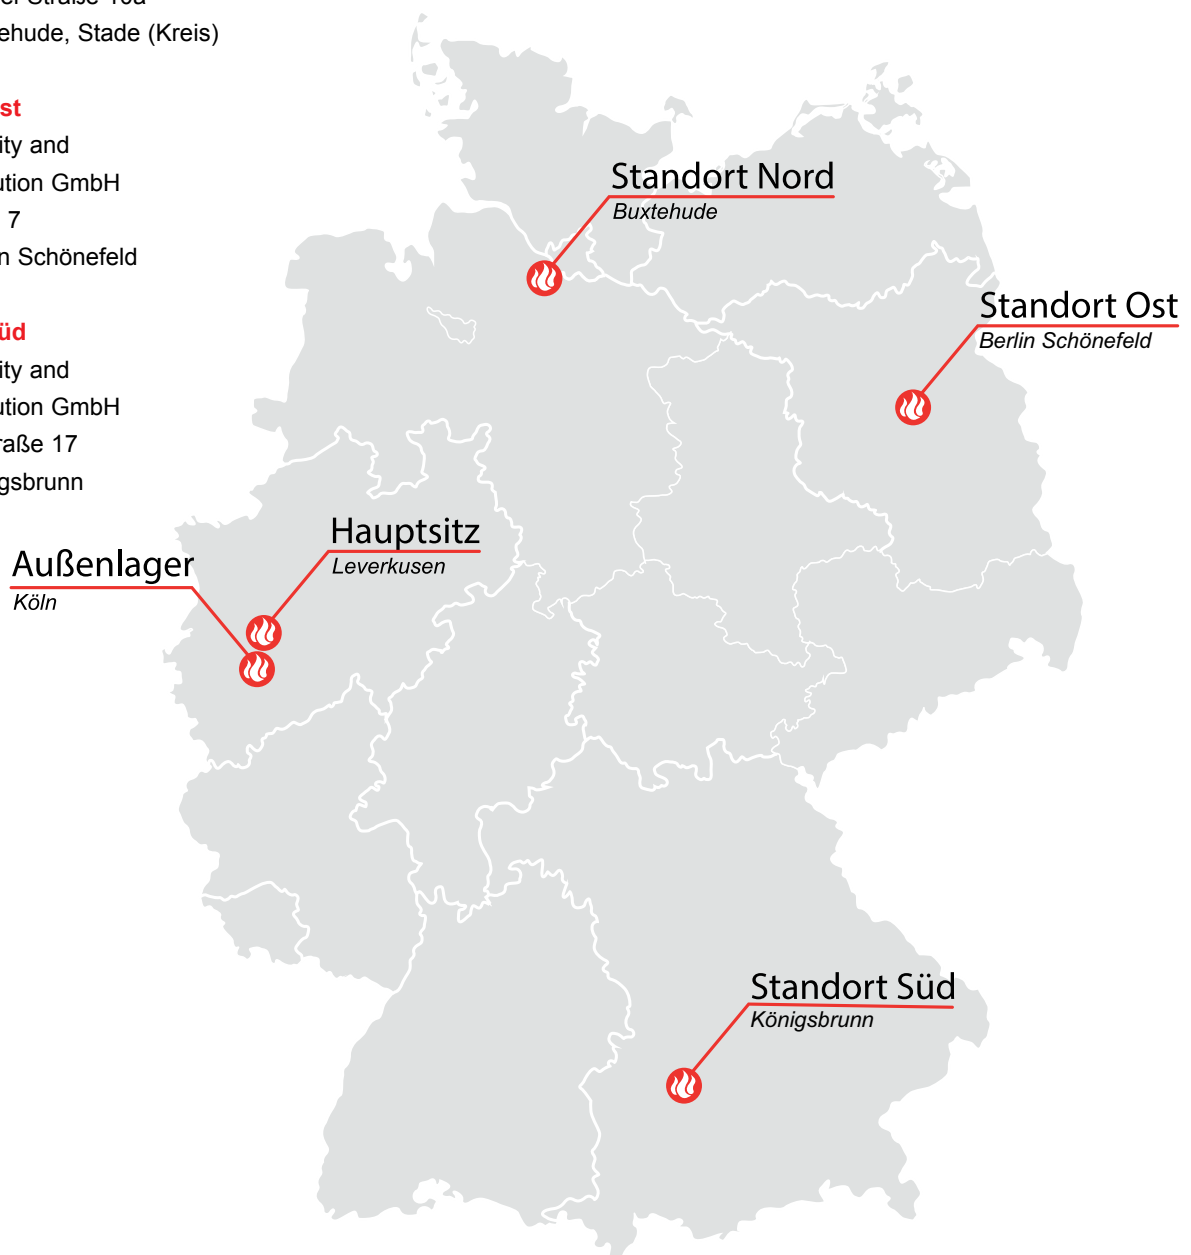 ehude, Stade (Kreis)
st
ity and
ution GmbH
7
n Schönefeld
üd
ity and
ution GmbH
raße 17
gsbrunn
Standort Nord
Buxtehude
Standort Ost
Berlin Schönefeld
Hauptsitz
Leverkusen
Außenlager
Köln
Standort Süd
Königsbrunn